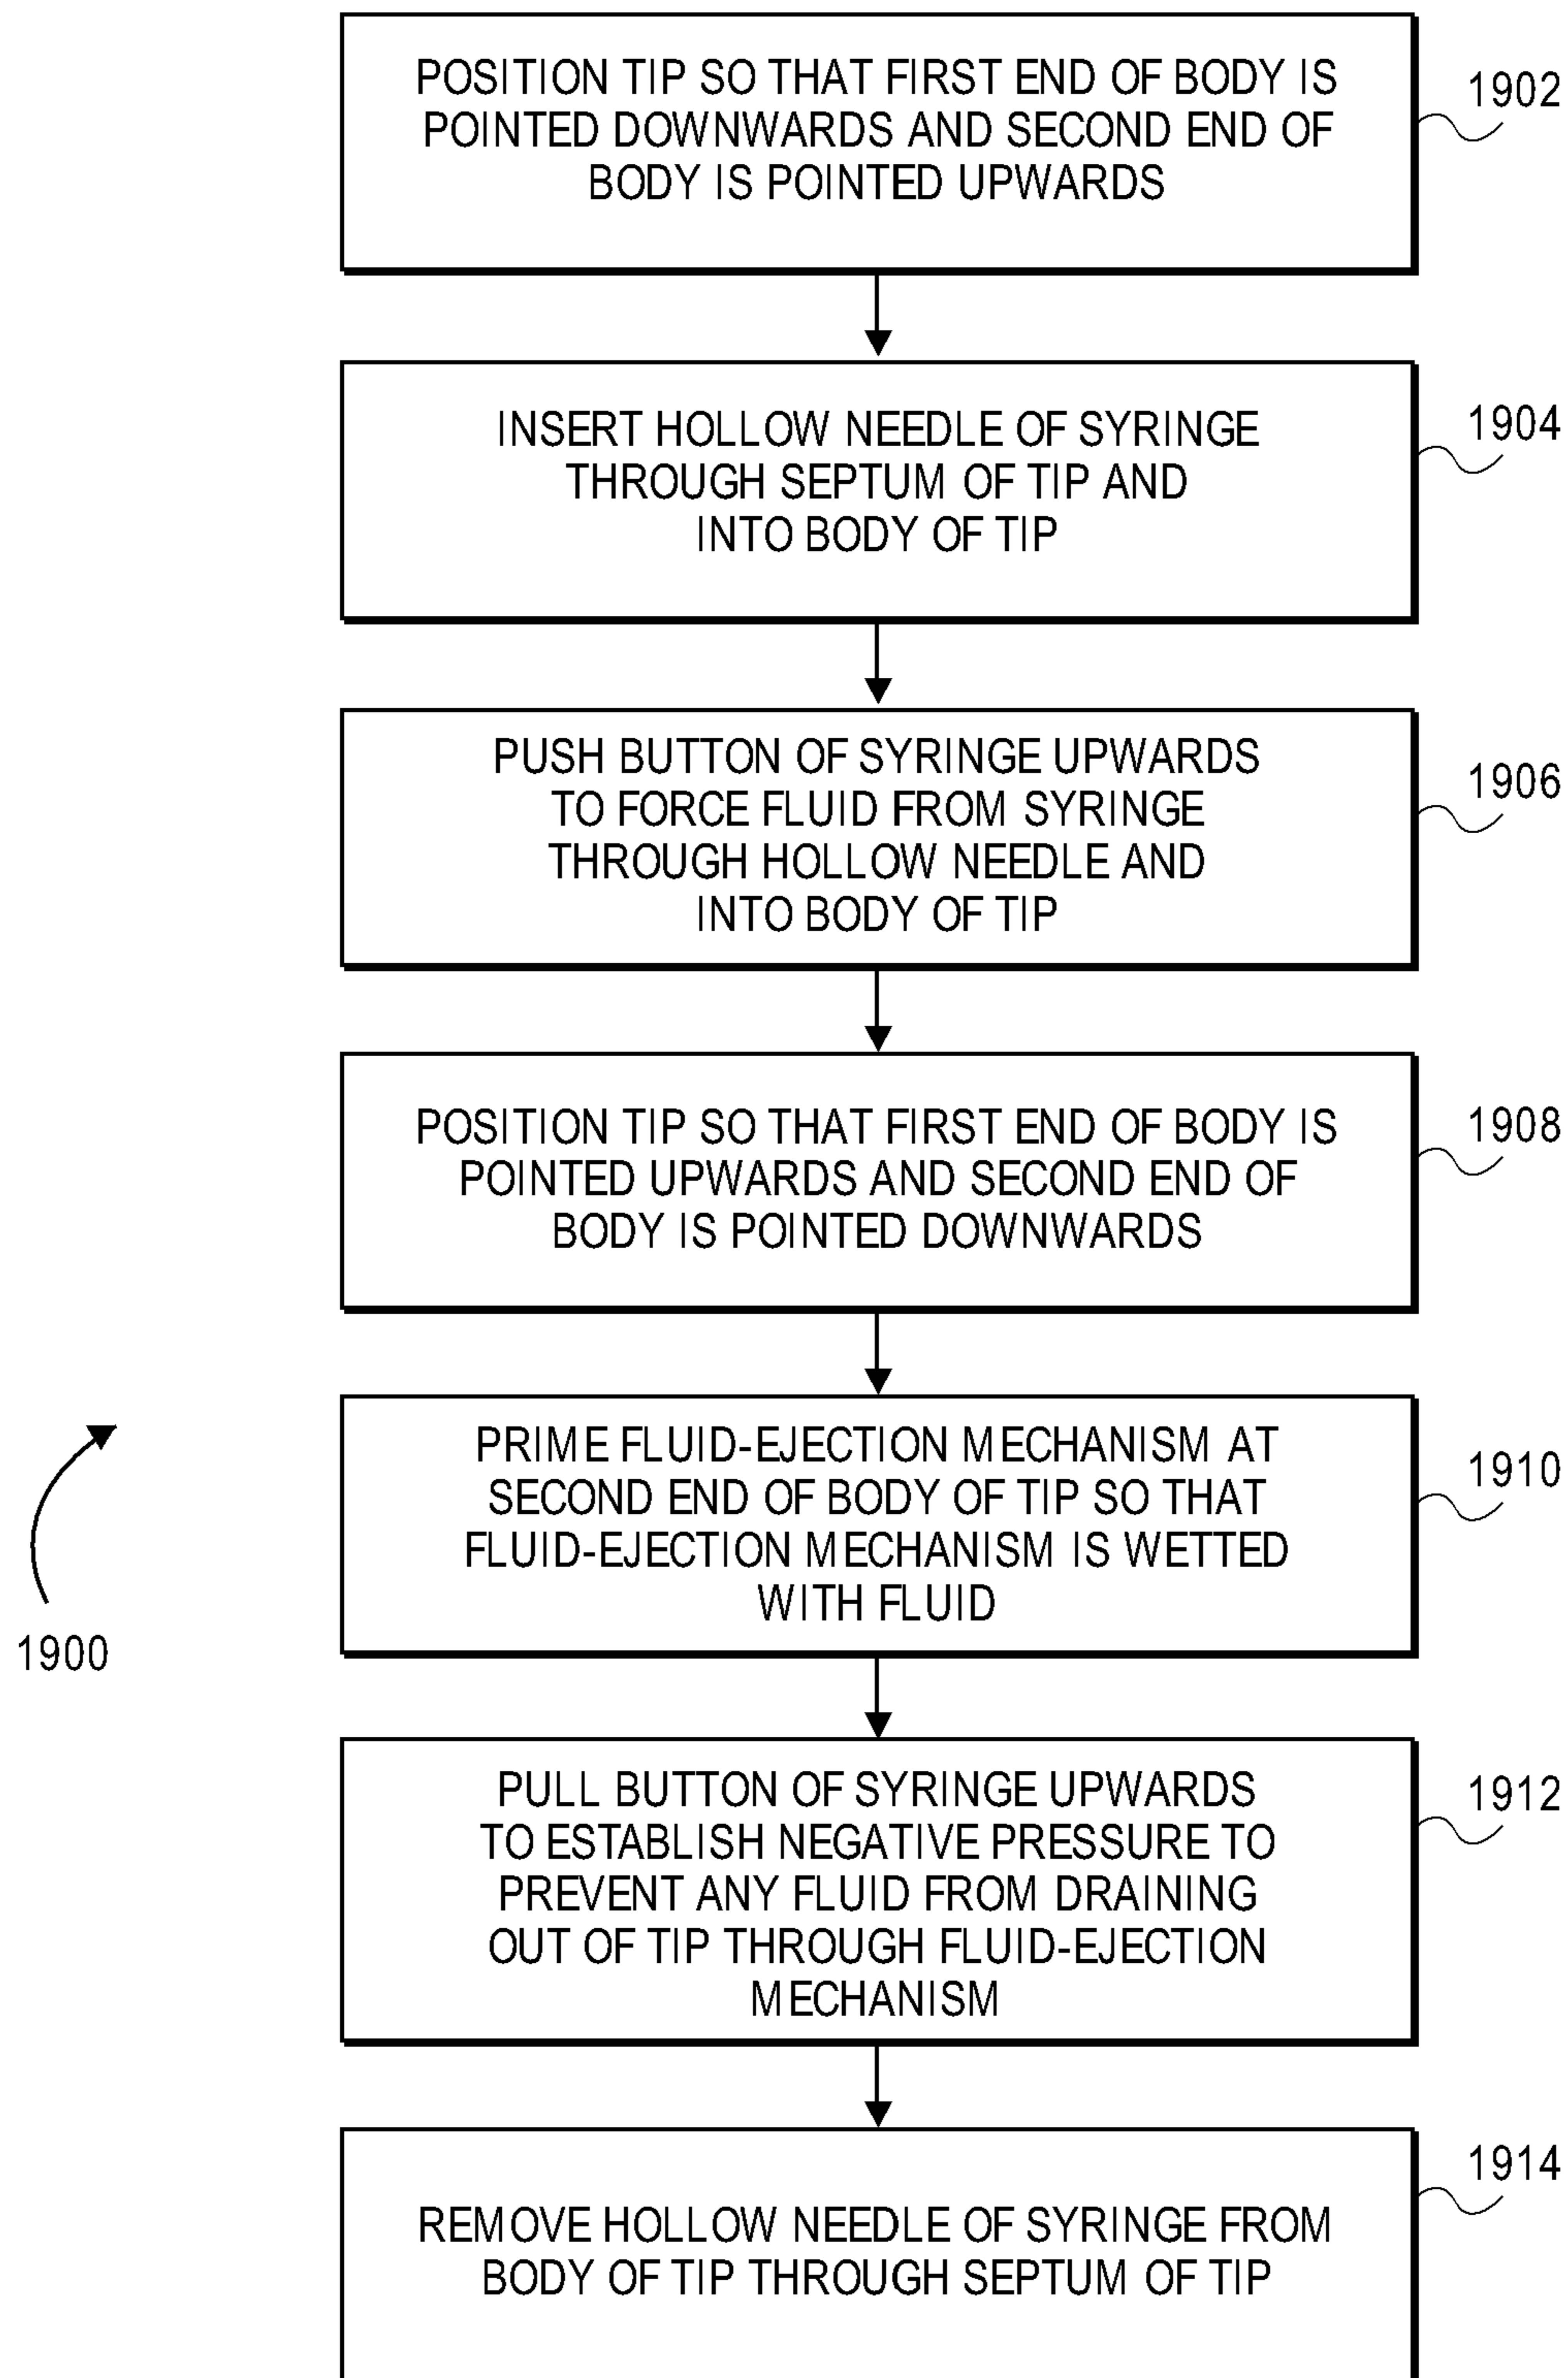 POSITION TIP SO THAT FIRST END OF BODY IS
POINTED DOWNWARDS AND SECOND END OF
BODY IS POINTED UPWARDS
1902
INSERT HOLLOW NEEDLE OF SYRINGE
THROUGH SEPTUM OF TIP AND
INTO BODY OF TIP
1904
PUSH BUTTON OF SYRINGE UPWARDS
TO FORCE FLUID FROM SYRINGE
THROUGH HOLLOW NEEDLE AND
INTO BODY OF TIP
1906
POSITION TIP SO THAT FIRST END OF BODY IS
POINTED UPWARDS AND SECOND END OF
BODY IS POINTED DOWNWARDS
1908
PRIME FLUID-EJECTION MECHANISM AT
SECOND END OF BODY OF TIP SO THAT
FLUID-EJECTION MECHANISM IS WETTED
WITH FLUID
1910
1900
PULL BUTTON OF SYRINGE UPWARDS
TO ESTABLISH NEGATIVE PRESSURE TO
PREVENT ANY FLUID FROM DRAINING
OUT OF TIP THROUGH FLUID-EJECTION
MECHANISM
1912
REMOVE HOLLOW NEEDLE OF SYRINGE FROM
BODY OF TIP THROUGH SEPTUM OF TIP
1914